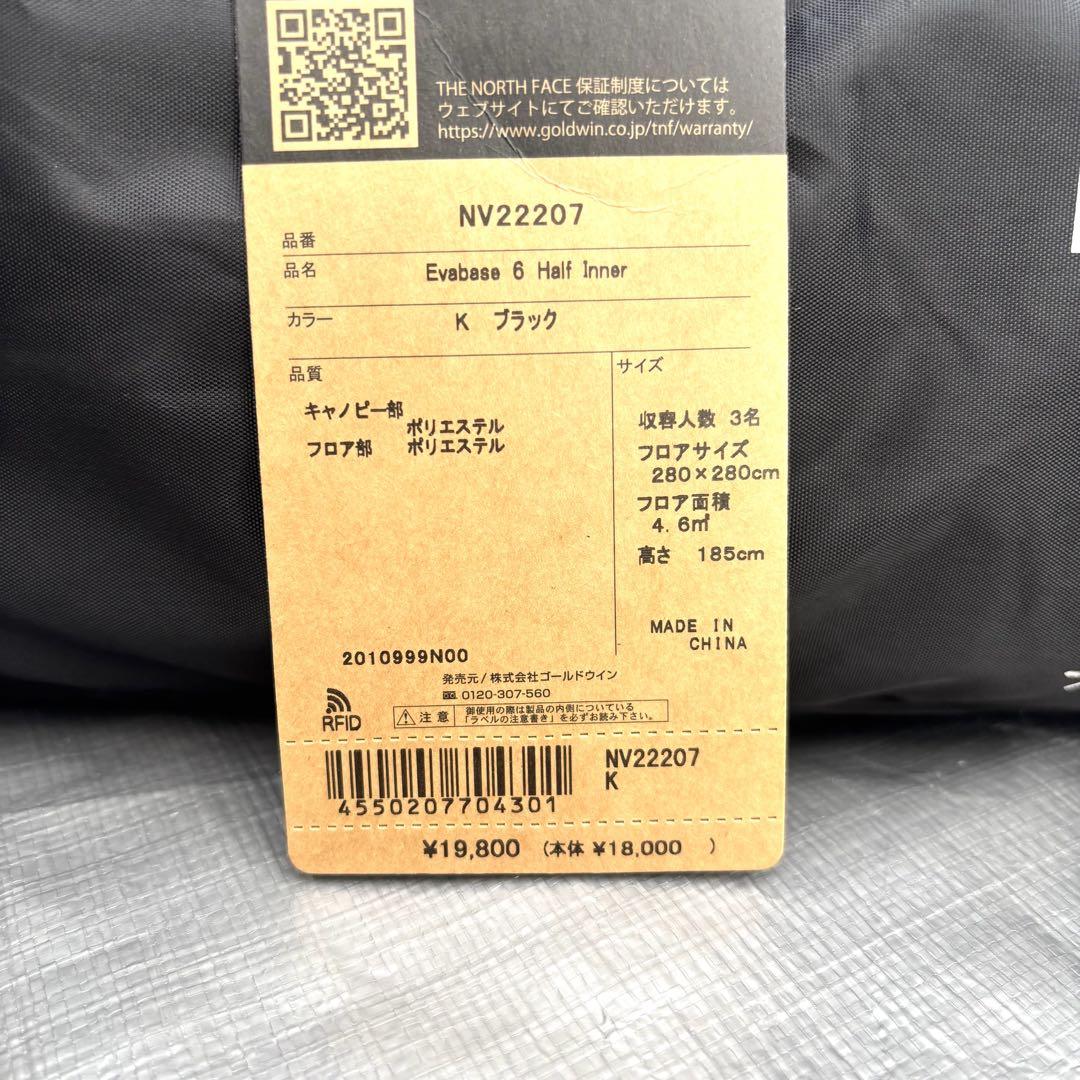 THE NORTH FACE 保証制度については
ウェブサイトにてご確認いただけます。
https://www.goldwin.co.jp/tnf/warranty/
品番 NV22207
品名 Evabase 6 Half Inner
カラー K ブラック
品質
キャノピー部
ポリエステル
フロア部 ポリエステル
サイズ
収容人数 3名
フロアサイズ
280×280cm
フロア面積
4.6㎡
高さ 185cm
MADE IN
CHINA
2010999N00
発売元/株式会社ゴールドウイン
0120-307-560
RFID
注意
御使用の際は製品の内側についている
「ラベルの注意書き」を必ずお読み下さい。
4550207704301
NV22207
K
¥19,800 (本体 ¥18,000 )